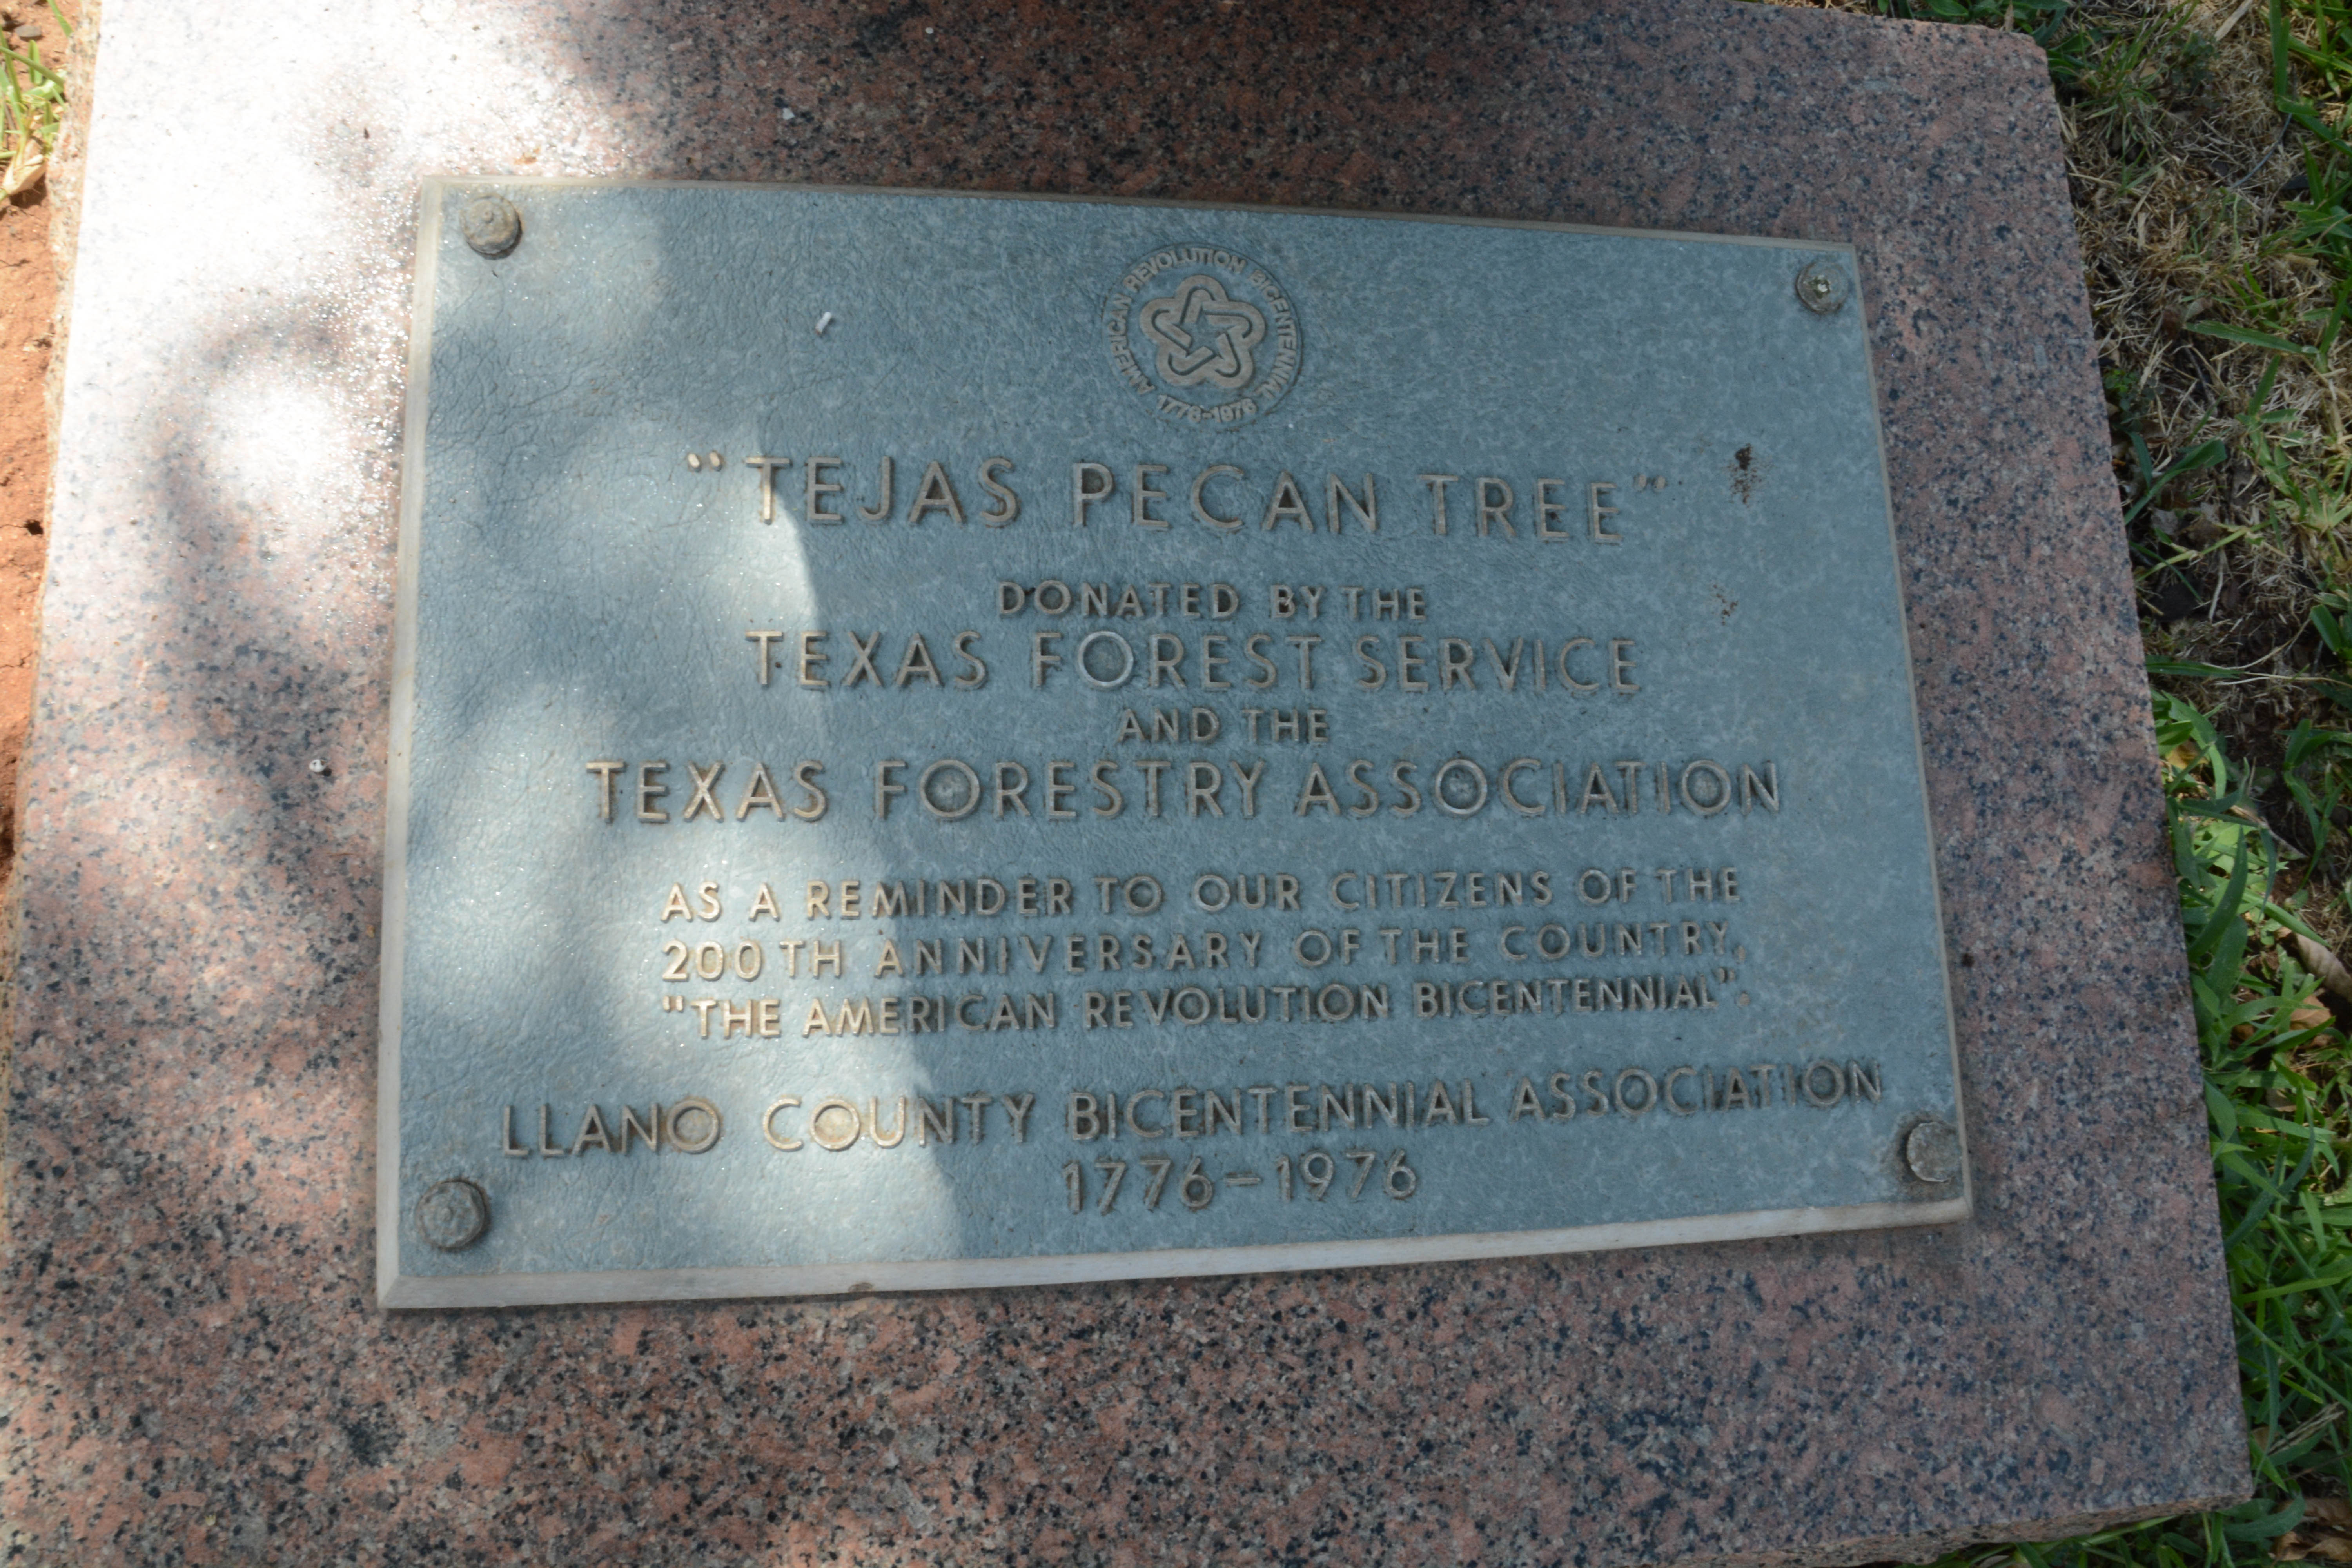 AMERICAN REVOLUTION BICENTENNIAL
1776-1976
"TEJAS PECAN TREE"
DONATED BY THE
TEXAS FOREST SERVICE
AND THE
TEXAS FORESTRY ASSOCIATION
AS A REMINDER TO OUR CITIZENS OF THE
200TH ANNIVERSARY OF THE COUNTRY,
"THE AMERICAN REVOLUTION BICENTENNIAL".
LLANO COUNTY BICENTENNIAL ASSOCIATION
1776-1976